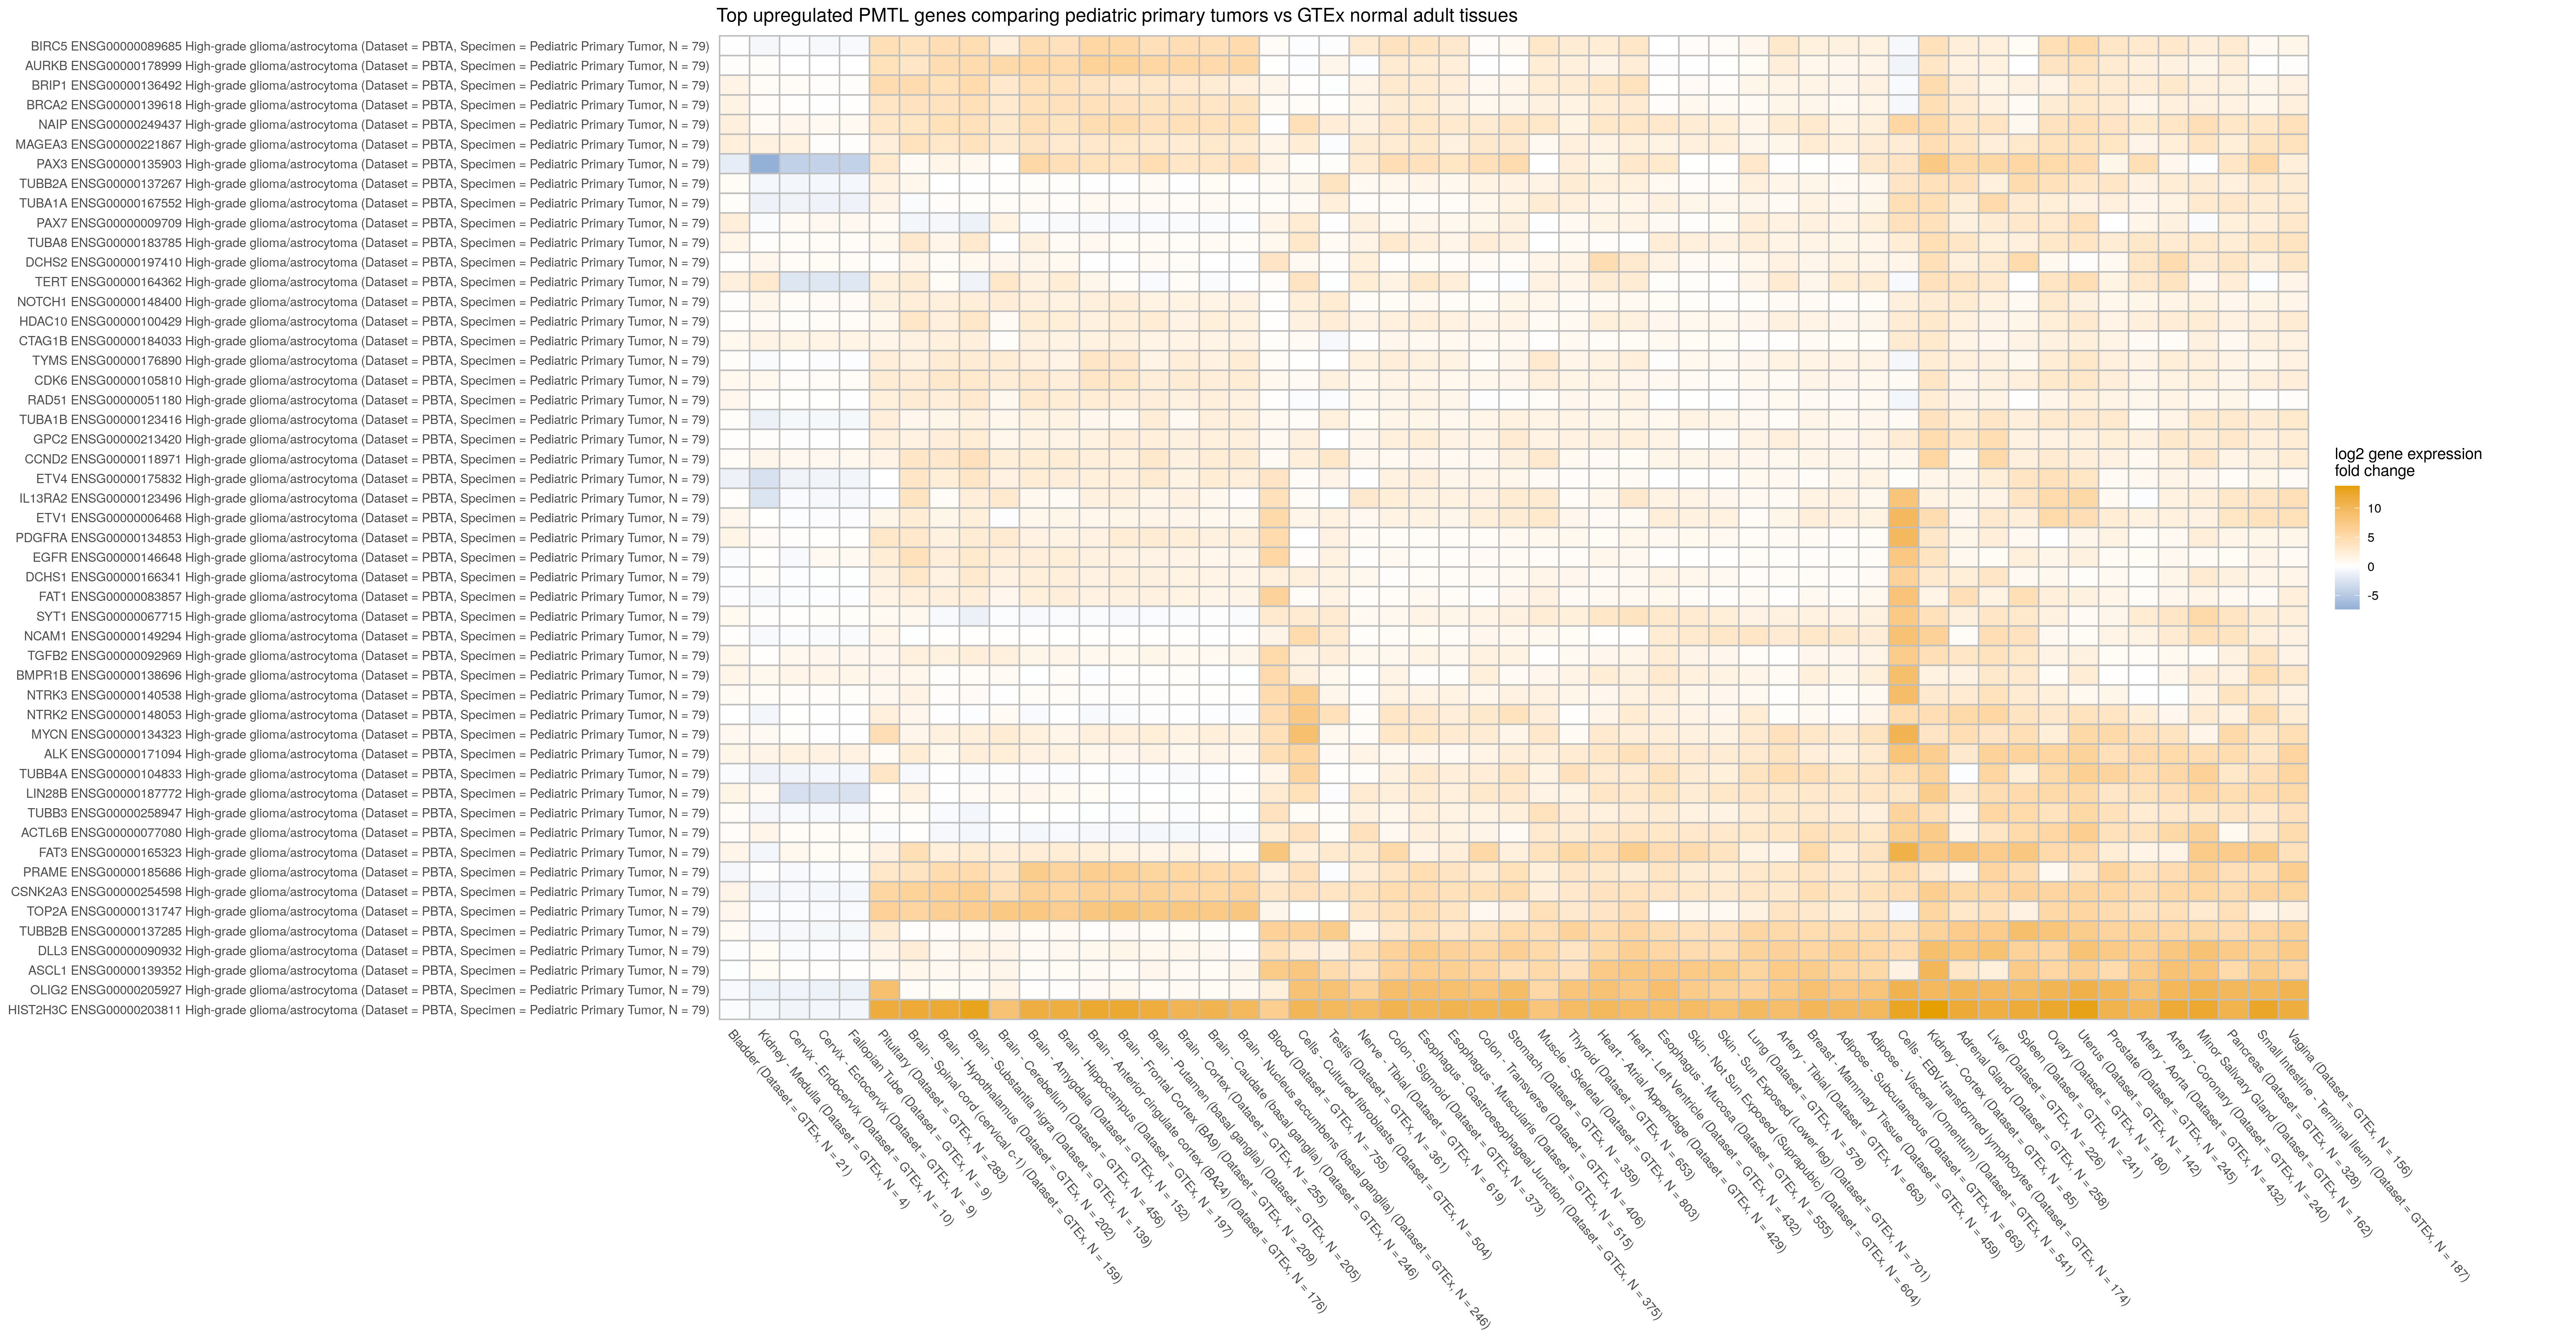 Top upregulated PMTL genes comparing pediatric primary tumors vs GTEx normal adult tissues
BIRC5 ENSG00000089685 High-grade glioma/astrocytoma (Dataset = PBTA, Specimen = Pediatric Primary Tumor, N = 79)
AURKB ENSG00000178999 High-grade glioma/astrocytoma (Dataset = PBTA, Specimen = Pediatric Primary Tumor, N = 79)
BRIP1 ENSG00000136492 High-grade glioma/astrocytoma (Dataset = PBTA, Specimen = Pediatric Primary Tumor, N = 79)
BRCA2 ENSG00000139618 High-grade glioma/astrocytoma (Dataset = PBTA, Specimen = Pediatric Primary Tumor, N = 79)
NAIP ENSG00000249437 High-grade glioma/astrocytoma (Dataset = PBTA, Specimen = Pediatric Primary Tumor, N = 79)
MAGEA3 ENSG00000221867 High-grade glioma/astrocytoma (Dataset = PBTA, Specimen = Pediatric Primary Tumor, N = 79)
PAX3 ENSG00000135903 High-grade glioma/astrocytoma (Dataset = PBTA, Specimen = Pediatric Primary Tumor, N = 79)
TUBB2A ENSG00000137267 High-grade glioma/astrocytoma (Dataset = PBTA, Specimen = Pediatric Primary Tumor, N = 79)
TUBA1A ENSG00000167552 High-grade glioma/astrocytoma (Dataset = PBTA, Specimen = Pediatric Primary Tumor, N = 79)
PAX7 ENSG00000009709 High-grade glioma/astrocytoma (Dataset = PBTA, Specimen = Pediatric Primary Tumor, N = 79)
TUBA8 ENSG00000183785 High-grade glioma/astrocytoma (Dataset = PBTA, Specimen = Pediatric Primary Tumor, N = 79)
DCHS2 ENSG00000197410 High-grade glioma/astrocytoma (Dataset = PBTA, Specimen = Pediatric Primary Tumor, N = 79)
TERT ENSG00000164362 High-grade glioma/astrocytoma (Dataset = PBTA, Specimen = Pediatric Primary Tumor, N = 79)
NOTCH1 ENSG00000148400 High-grade glioma/astrocytoma (Dataset = PBTA, Specimen = Pediatric Primary Tumor, N = 79)
HDAC10 ENSG00000100429 High-grade glioma/astrocytoma (Dataset = PBTA, Specimen = Pediatric Primary Tumor, N = 79)
CTAG1B ENSG00000184033 High-grade glioma/astrocytoma (Dataset = PBTA, Specimen = Pediatric Primary Tumor, N = 79)
TYMS ENSG00000176890 High-grade glioma/astrocytoma (Dataset = PBTA, Specimen = Pediatric Primary Tumor, N = 79)
CDK6 ENSG00000105810 High-grade glioma/astrocytoma (Dataset = PBTA, Specimen = Pediatric Primary Tumor, N = 79)
RAD51 ENSG00000051180 High-grade glioma/astrocytoma (Dataset = PBTA, Specimen = Pediatric Primary Tumor, N = 79)
TUBA1B ENSG00000123416 High-grade glioma/astrocytoma (Dataset = PBTA, Specimen = Pediatric Primary Tumor, N = 79)
GPC2 ENSG00000213420 High-grade glioma/astrocytoma (Dataset = PBTA, Specimen = Pediatric Primary Tumor, N = 79)
CCND2 ENSG00000118971 High-grade glioma/astrocytoma (Dataset = PBTA, Specimen = Pediatric Primary Tumor, N = 79)
ETV4 ENSG00000175832 High-grade glioma/astrocytoma (Dataset = PBTA, Specimen = Pediatric Primary Tumor, N = 79)
IL13RA2 ENSG00000123496 High-grade glioma/astrocytoma (Dataset = PBTA, Specimen = Pediatric Primary Tumor, N = 79)
ETV1 ENSG00000006468 High-grade glioma/astrocytoma (Dataset = PBTA, Specimen = Pediatric Primary Tumor, N = 79)
PDGFRA ENSG00000134853 High-grade glioma/astrocytoma (Dataset = PBTA, Specimen = Pediatric Primary Tumor, N = 79)
EGFR ENSG00000146648 High-grade glioma/astrocytoma (Dataset = PBTA, Specimen = Pediatric Primary Tumor, N = 79)
DCHS1 ENSG00000166341 High-grade glioma/astrocytoma (Dataset = PBTA, Specimen = Pediatric Primary Tumor, N = 79)
FAT1 ENSG00000083857 High-grade glioma/astrocytoma (Dataset = PBTA, Specimen = Pediatric Primary Tumor, N = 79)
SYT1 ENSG00000067715 High-grade glioma/astrocytoma (Dataset = PBTA, Specimen = Pediatric Primary Tumor, N = 79)
NCAM1 ENSG00000149294 High-grade glioma/astrocytoma (Dataset = PBTA, Specimen = Pediatric Primary Tumor, N = 79)
TGFB2 ENSG00000092969 High-grade glioma/astrocytoma (Dataset = PBTA, Specimen = Pediatric Primary Tumor, N = 79)
BMPR1B ENSG00000138696 High-grade glioma/astrocytoma (Dataset = PBTA, Specimen = Pediatric Primary Tumor, N = 79)
NTRK3 ENSG00000140538 High-grade glioma/astrocytoma (Dataset = PBTA, Specimen = Pediatric Primary Tumor, N = 79)
NTRK2 ENSG00000148053 High-grade glioma/astrocytoma (Dataset = PBTA, Specimen = Pediatric Primary Tumor, N = 79)
MYCN ENSG00000134323 High-grade glioma/astrocytoma (Dataset = PBTA, Specimen = Pediatric Primary Tumor, N = 79)
ALK ENSG00000171094 High-grade glioma/astrocytoma (Dataset = PBTA, Specimen = Pediatric Primary Tumor, N = 79)
TUBB4A ENSG00000104833 High-grade glioma/astrocytoma (Dataset = PBTA, Specimen = Pediatric Primary Tumor, N = 79)
LIN28B ENSG00000187772 High-grade glioma/astrocytoma (Dataset = PBTA, Specimen = Pediatric Primary Tumor, N = 79)
TUBB3 ENSG00000258947 High-grade glioma/astrocytoma (Dataset = PBTA, Specimen = Pediatric Primary Tumor, N = 79)
ACTL6B ENSG00000077080 High-grade glioma/astrocytoma (Dataset = PBTA, Specimen = Pediatric Primary Tumor, N = 79)
FAT3 ENSG00000165323 High-grade glioma/astrocytoma (Dataset = PBTA, Specimen = Pediatric Primary Tumor, N = 79)
PRAME ENSG00000185686 High-grade glioma/astrocytoma (Dataset = PBTA, Specimen = Pediatric Primary Tumor, N = 79)
CSNK2A3 ENSG00000254598 High-grade glioma/astrocytoma (Dataset = PBTA, Specimen = Pediatric Primary Tumor, N = 79)
TOP2A ENSG00000131747 High-grade glioma/astrocytoma (Dataset = PBTA, Specimen = Pediatric Primary Tumor, N = 79)
TUBB2B ENSG00000137285 High-grade glioma/astrocytoma (Dataset = PBTA, Specimen = Pediatric Primary Tumor, N = 79)
DLL3 ENSG00000090932 High-grade glioma/astrocytoma (Dataset = PBTA, Specimen = Pediatric Primary Tumor, N = 79)
ASCL1 ENSG00000139352 High-grade glioma/astrocytoma (Dataset = PBTA, Specimen = Pediatric Primary Tumor, N = 79)
OLIG2 ENSG00000205927 High-grade glioma/astrocytoma (Dataset = PBTA, Specimen = Pediatric Primary Tumor, N = 79)
HIST2H3C ENSG00000203811 High-grade glioma/astrocytoma (Dataset = PBTA, Specimen = Pediatric Primary Tumor, N = 79)
log2 gene expression
fold change
10
5
0
-5
Bladder (Dataset = GTEx, N = 21)
Kidney - Medulla (Dataset = GTEx, N = 4)
Cervix - Endocervix (Dataset = GTEx, N = 10)
Cervix - Ectocervix (Dataset = GTEx, N = 9)
Fallopian Tube (Dataset = GTEx, N = 9)
Pituitary (Dataset = GTEx, N = 283)
Brain - Spinal cord (cervical c-1) (Dataset = GTEx, N = 159)
Brain - Hypothalamus (Dataset = GTEx, N = 202)
Brain - Substantia nigra (Dataset = GTEx, N = 139)
Brain - Cerebellum (Dataset = GTEx, N = 456)
Brain - Amygdala (Dataset = GTEx, N = 152)
Brain - Hippocampus (Dataset = GTEx, N = 197)
Brain - Anterior cingulate cortex (BA24) (Dataset = GTEx, N = 176)
Brain - Frontal Cortex (BA9) (Dataset = GTEx, N = 209)
Brain - Putamen (basal ganglia) (Dataset = GTEx, N = 205)
Brain - Cortex (Dataset = GTEx, N = 255)
Brain - Caudate (basal ganglia) (Dataset = GTEx, N = 246)
Brain - Nucleus accumbens (basal ganglia) (Dataset = GTEx, N = 246)
Blood (Dataset = GTEx, N = 755)
Cells - Cultured fibroblasts (Dataset = GTEx, N = 504)
Testis (Dataset = GTEx, N = 361)
Nerve - Tibial (Dataset = GTEx, N = 619)
Colon - Sigmoid (Dataset = GTEx, N = 373)
Esophagus - Gastroesophageal Junction (Dataset = GTEx, N = 375)
Esophagus - Muscularis (Dataset = GTEx, N = 515)
Colon - Transverse (Dataset = GTEx, N = 406)
Stomach (Dataset = GTEx, N = 359)
Muscle - Skeletal (Dataset = GTEx, N = 803)
Thyroid (Dataset = GTEx, N = 653)
Heart - Atrial Appendage (Dataset = GTEx, N = 429)
Heart - Left Ventricle (Dataset = GTEx, N = 432)
Esophagus - Mucosa (Dataset = GTEx, N = 555)
Skin - Not Sun Exposed (Suprapubic) (Dataset = GTEx, N = 604)
Skin - Sun Exposed (Lower leg) (Dataset = GTEx, N = 701)
Lung (Dataset = GTEx, N = 578)
Artery - Tibial (Dataset = GTEx, N = 663)
Breast - Mammary Tissue (Dataset = GTEx, N = 459)
Adipose - Subcutaneous (Dataset = GTEx, N = 663)
Adipose - Visceral (Omentum) (Dataset = GTEx, N = 541)
Cells - EBV-transformed lymphocytes (Dataset = GTEx, N = 174)
Kidney - Cortex (Dataset = GTEx, N = 85)
Adrenal Gland (Dataset = GTEx, N = 258)
Liver (Dataset = GTEx, N = 226)
Spleen (Dataset = GTEx, N = 241)
Ovary (Dataset = GTEx, N = 180)
Uterus (Dataset = GTEx, N = 142)
Prostate (Dataset = GTEx, N = 245)
Artery - Aorta (Dataset = GTEx, N = 432)
Artery - Coronary (Dataset = GTEx, N = 240)
Minor Salivary Gland (Dataset = GTEx, N = 162)
Pancreas (Dataset = GTEx, N = 328)
Small Intestine - Terminal Ileum (Dataset = GTEx, N = 187)
Vagina (Dataset = GTEx, N = 156)